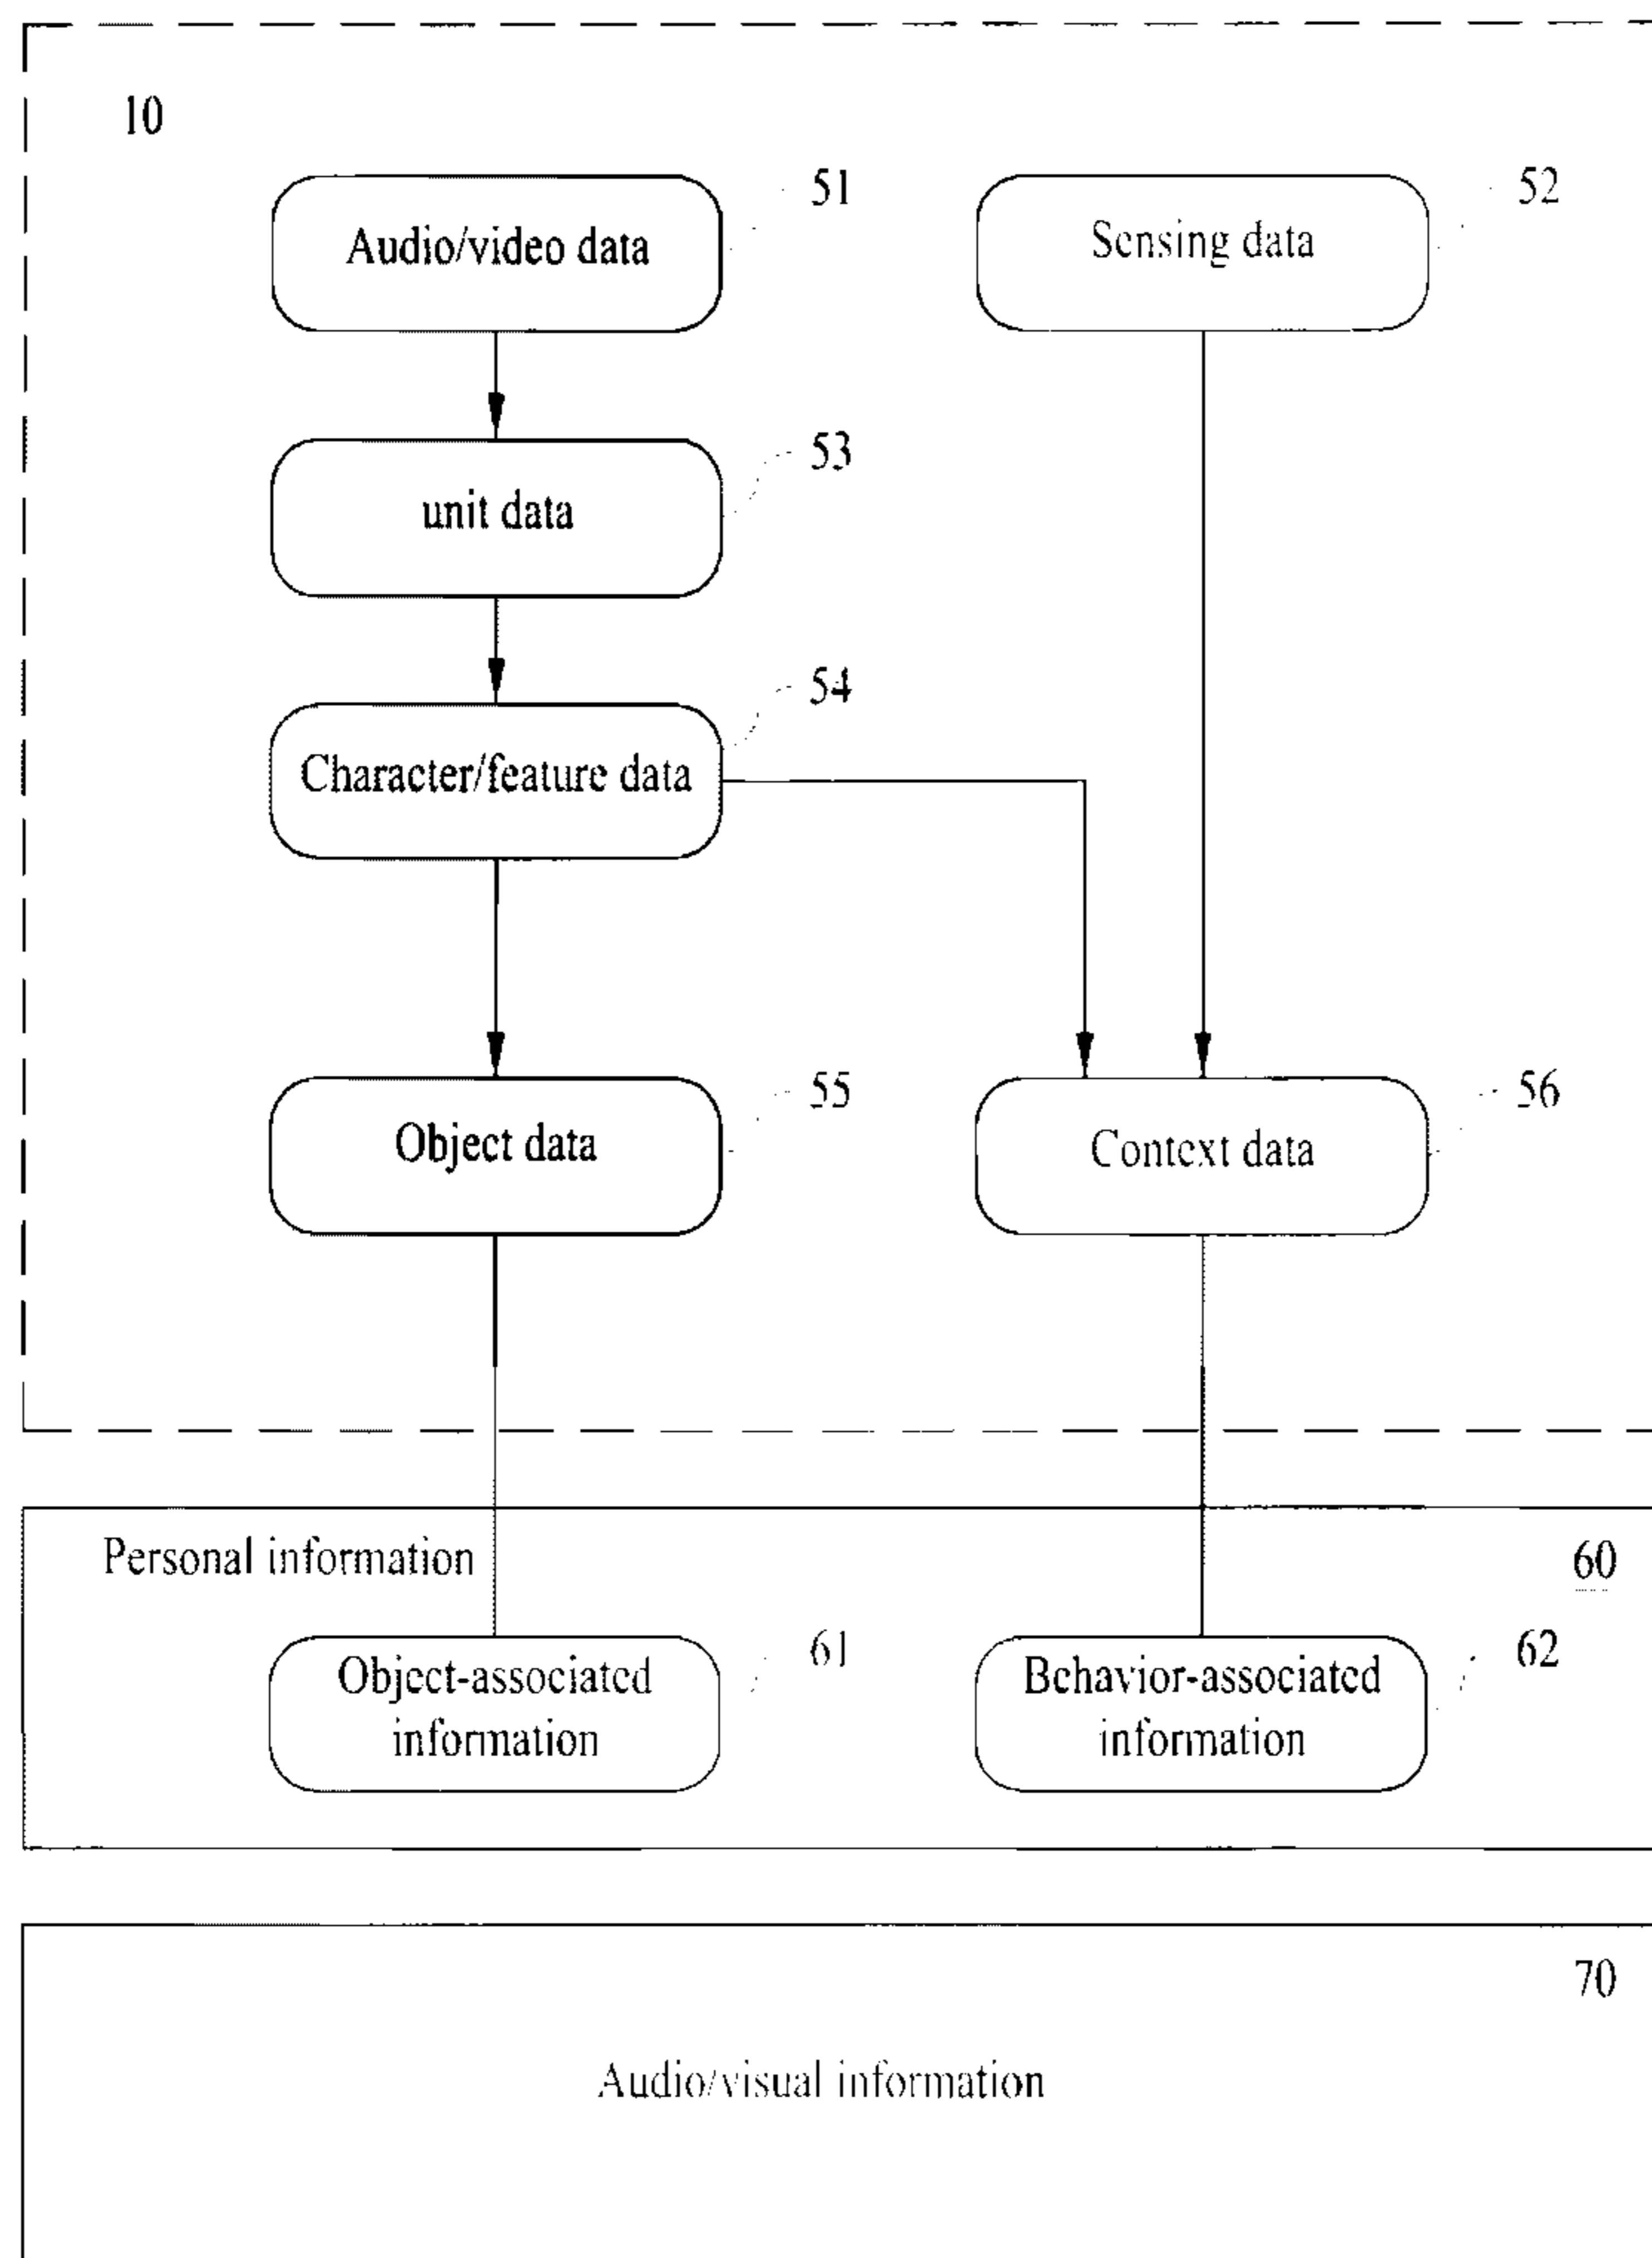 10
Audio/video data
51
Sensing data
52
unit data
53
Character/feature data
54
Object data
55
Context data
56
Personal information
60
Object-associated
information
61
Behavior-associated
information
62
70
Audio/visual information